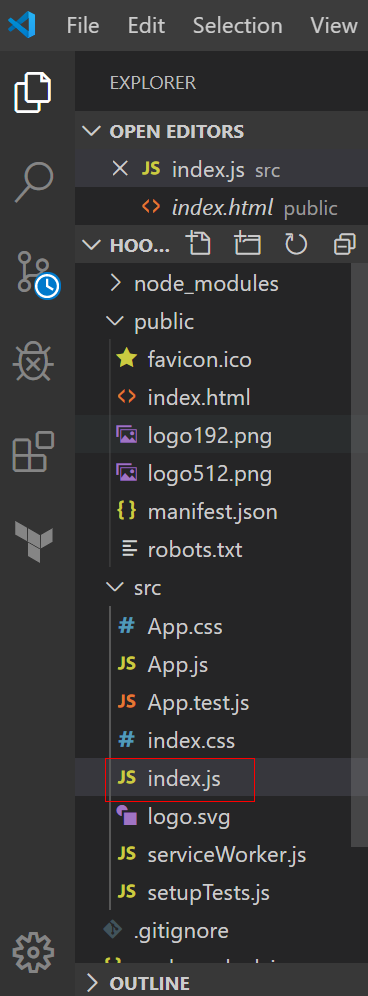 File Edit Selection View
EXPLORER
OPEN EDITORS
JS index.js src
<> index.html public
HOO...
node_modules
public
favicon.ico
<> index.html
logo192.png
logo512.png
{} manifest.json
robots.txt
src
# App.css
JS App.js
JS App.test.js
# index.css
JS index.js
logo.svg
JS serviceWorker.js
JS setupTests.js
.gitignore
OUTLINE